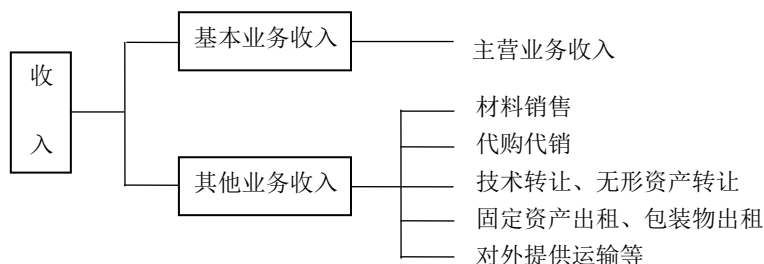 收入
基本业务收入
主营业务收入
其他业务收入
材料销售
代购代销
技术转让、无形资产转让
固定资产出租、包装物出租
对外提供运输等